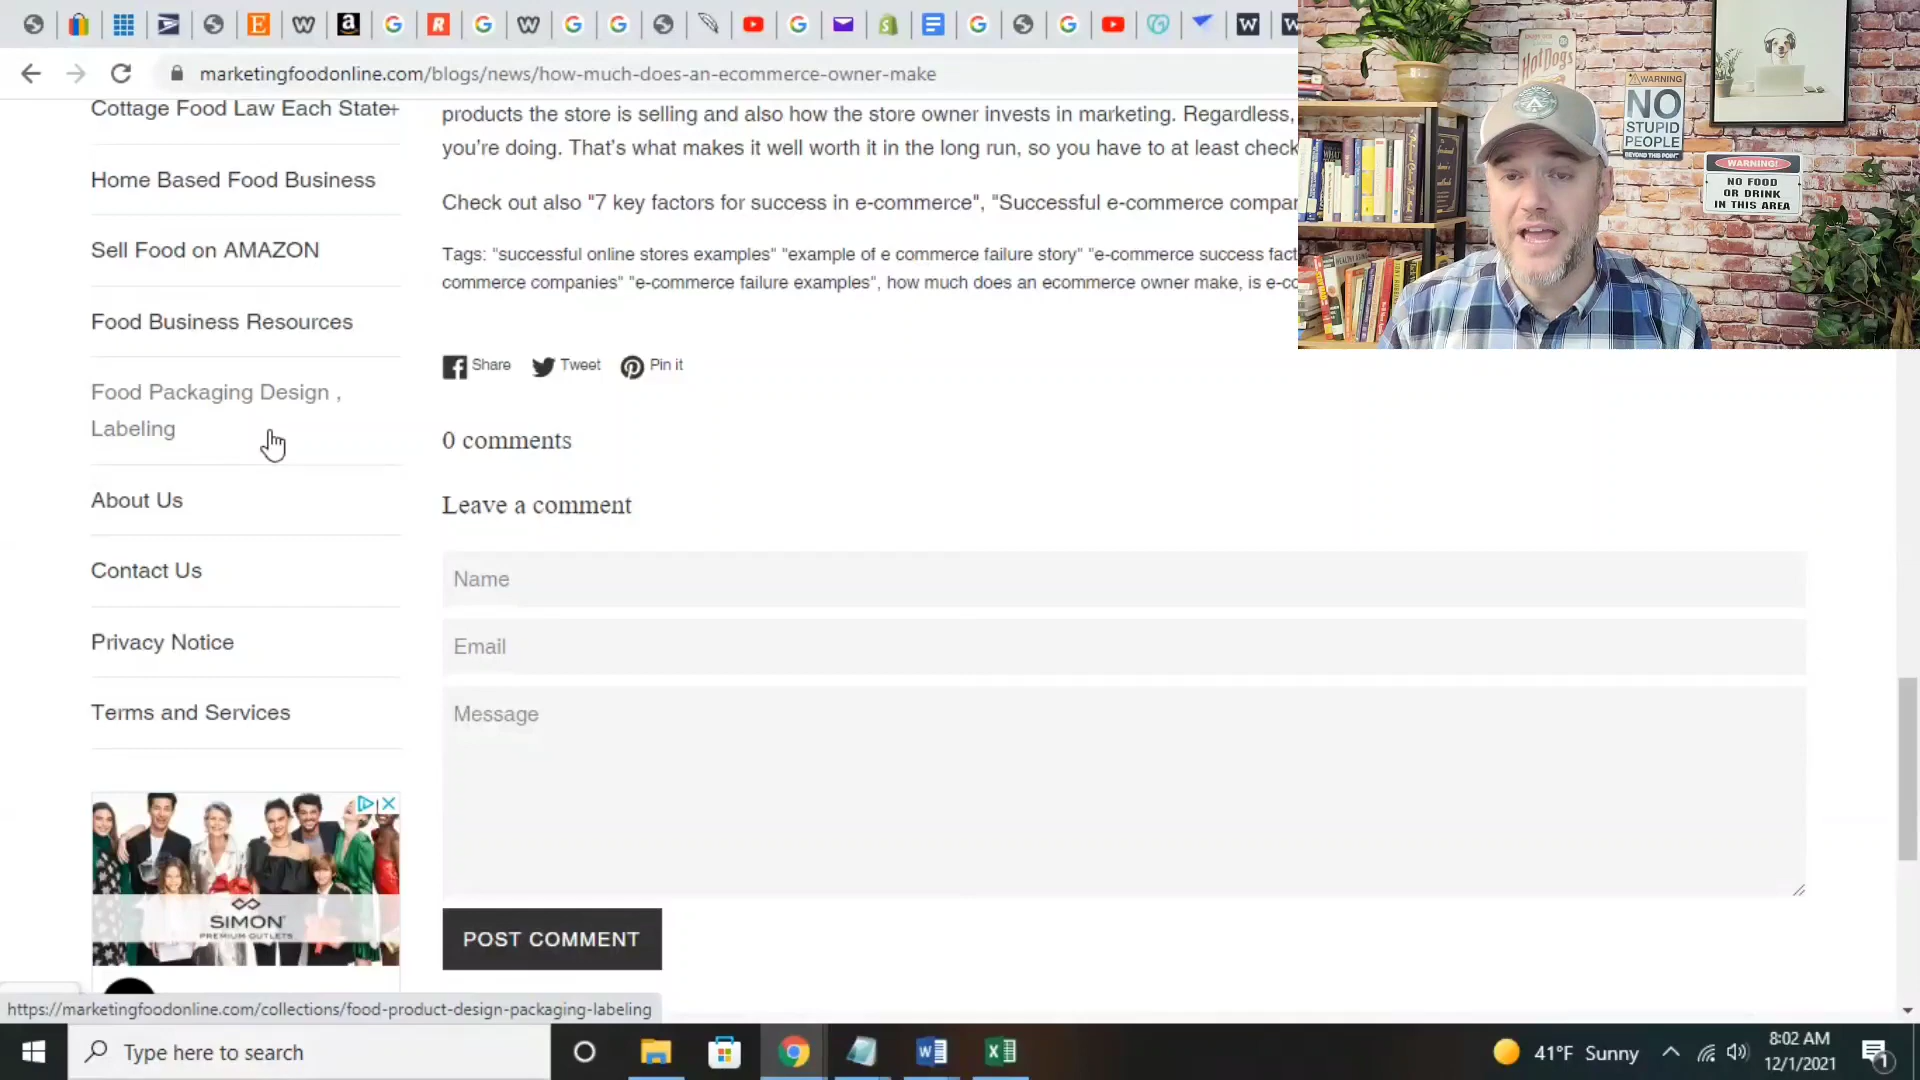 marketingfoodonline.com/blogs/news/how-much-does-an-ecommerce-owner-make
Cottage Food Law Each State+
Home Based Food Business
Sell Food on AMAZON
Food Business Resources
Food Packaging Design ,
Labeling
About Us
Contact Us
Privacy Notice
Terms and Services
products the store is selling and also how the store owner invests in marketing. Regardless,
you're doing. That's what makes it well worth it in the long run, so you have to at least check
Check out also "7 key factors for success in e-commerce", "Successful e-commerce compar
Tags: "successful online stores examples" "example of e commerce failure story" "e-commerce success fact
commerce companies" "e-commerce failure examples", how much does an ecommerce owner make, is e-co
Share
Tweet
Pin it
0 comments
Leave a comment
Name
Email
Message
POST COMMENT
SIMON
PREMIUM OUTLETS
HotDogs
WARNING
NO
STUPID
PEOPLE
BEYOND THIS POINT
WARNING!
NO FOOD
OR DRINK
IN THIS AREA
https://marketingfoodonline.com/collections/food-product-design-packaging-labeling
Type here to search
41°F Sunny
8:02 AM
12/1/2021
1